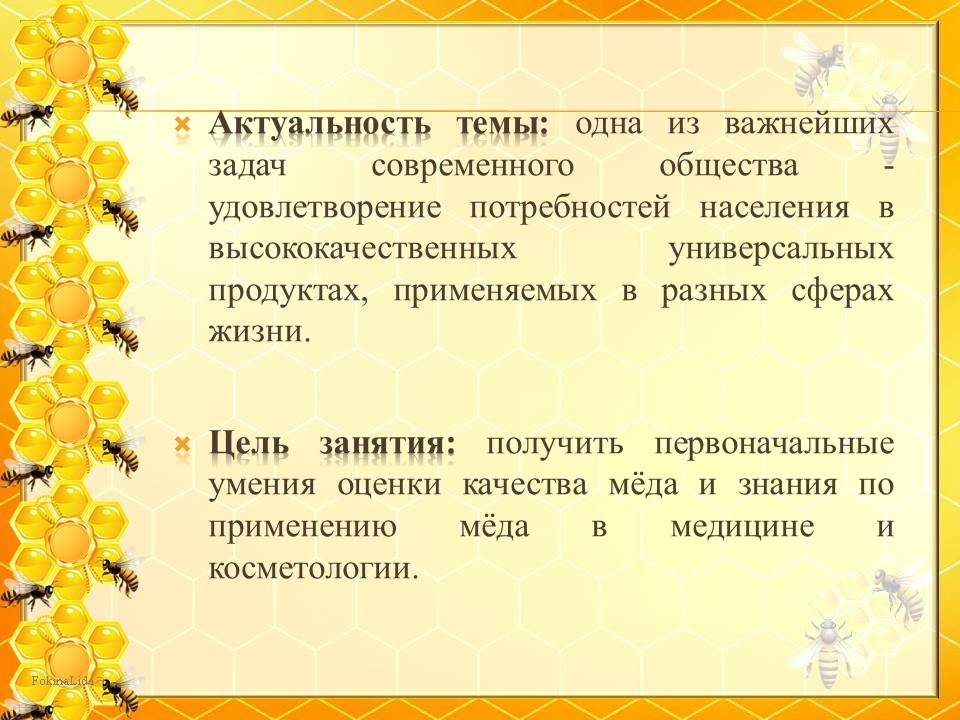 Актуальность темы: одна из важнейших
задач современного общества -
удовлетворение потребностей населения в
высококачественных универсальных
продуктах, применяемых в разных сферах
жизни.
Цель занятия: получить первоначальные
умения оценки качества мёда и знания по
применению мёда в медицине и
косметологии.
FokinaLida